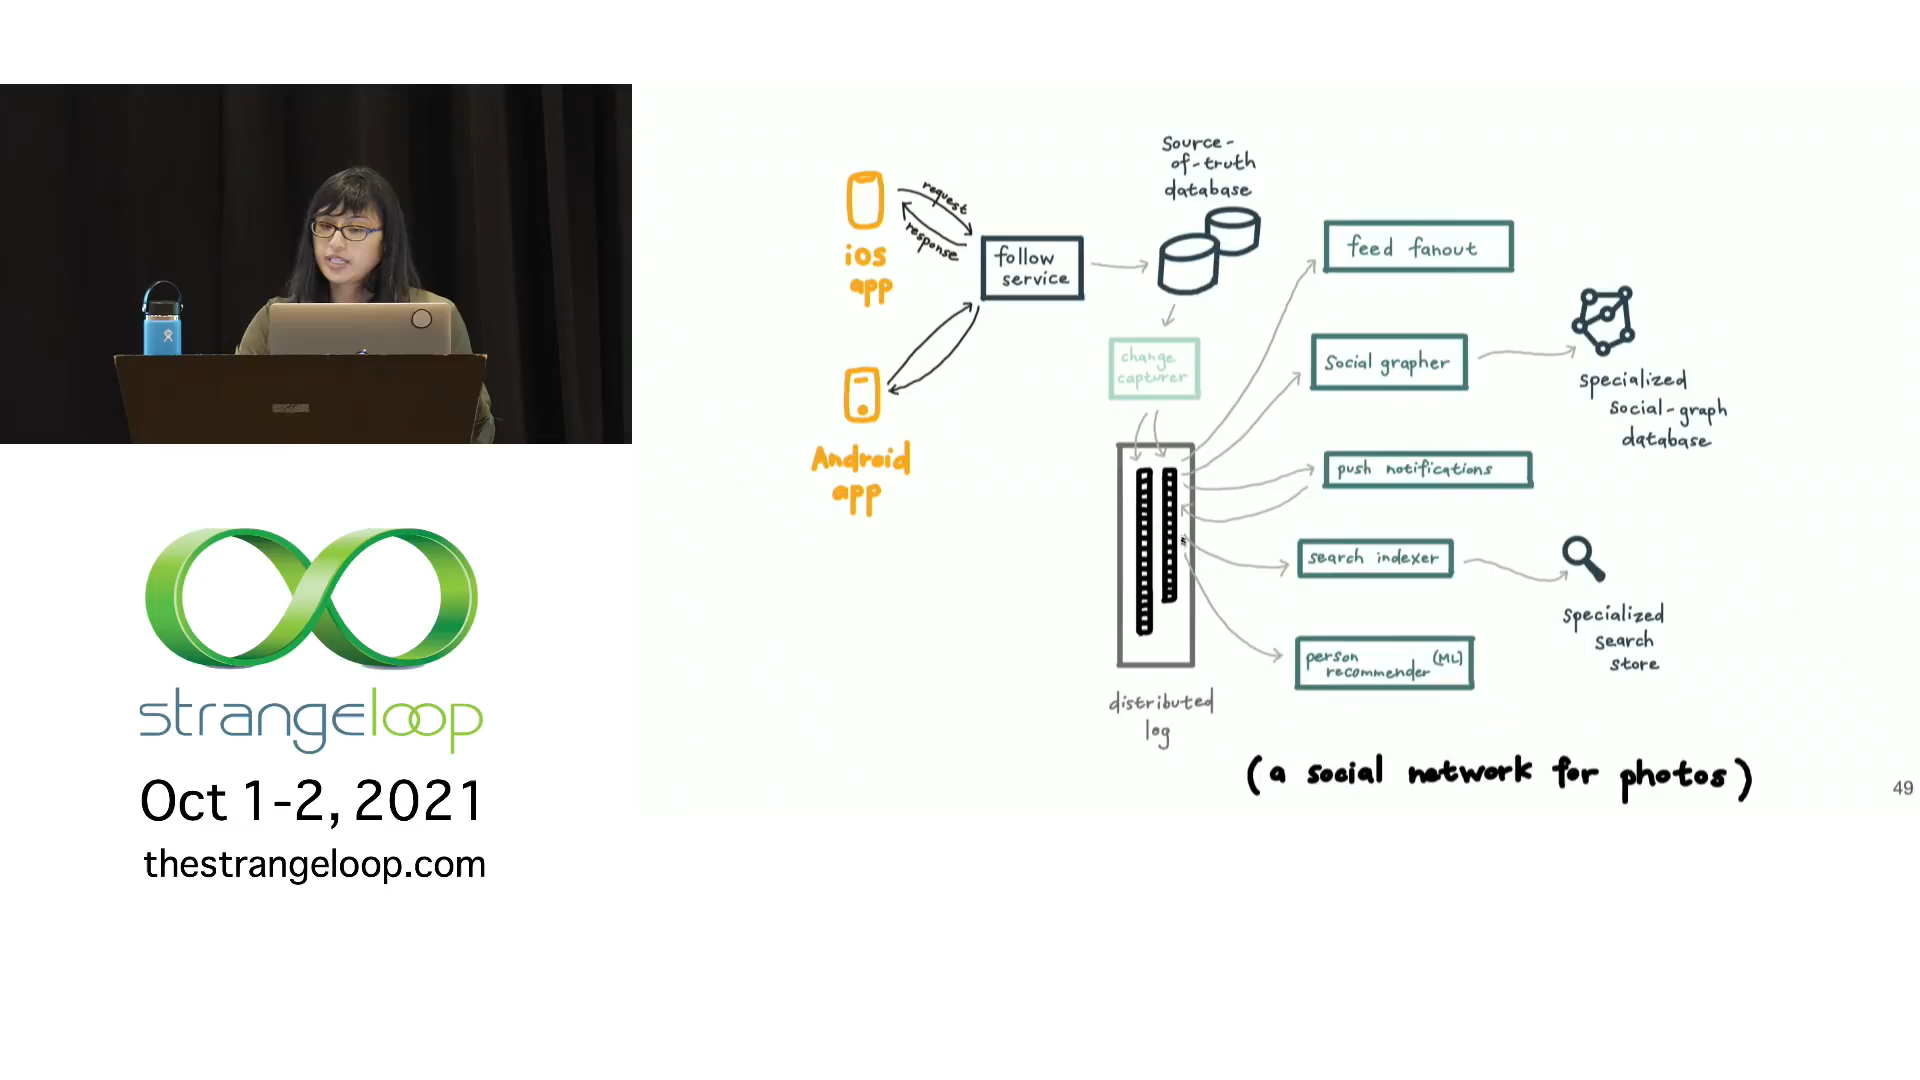 strangeloop
Oct 1-2, 2021
thestrangeloop.com
iOS
app
request
response
Android
app
follow
service
Source-
of-truth
database
change
capturer
distributed
log
feed fanout
Social grapher
specialized
social-graph
database
push notifications
search indexer
specialized
search
store
person (ML)
recommender
(a social network for photos)
49